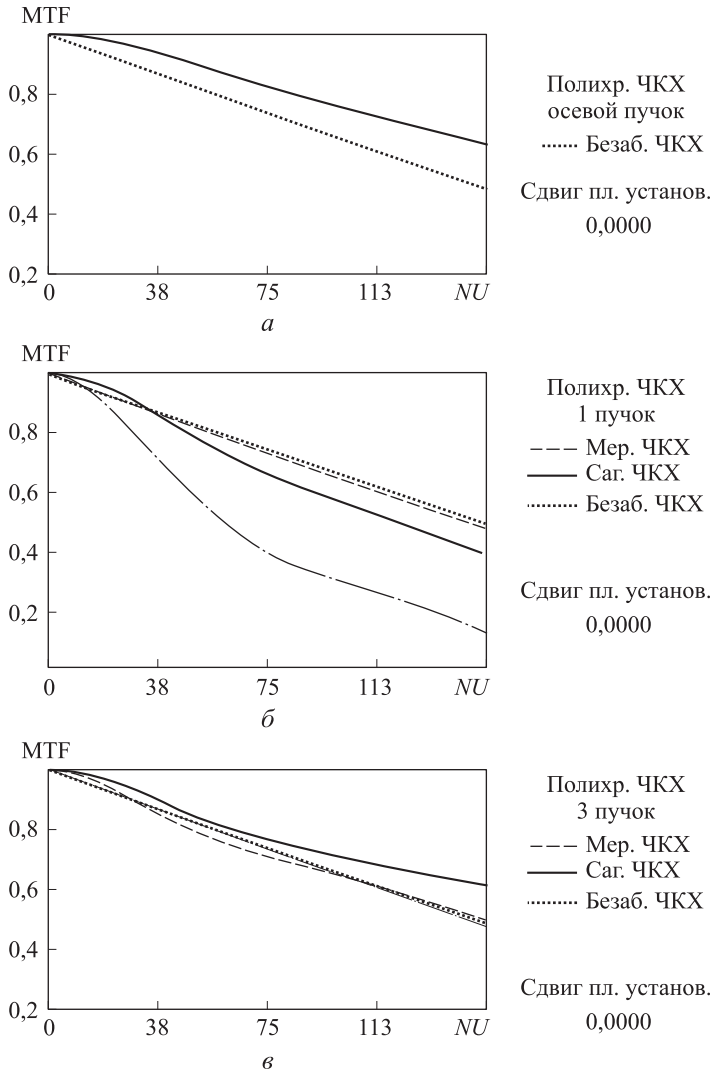 MTF
0,8
0,6
0,4
0,2
0 38 75 113 NU
а
Полихр. ЧКХ
осевой пучок
Безаб. ЧКХ
Сдвиг пл. установ.
0,0000
MTF
0,8
0,6
0,4
0,2
0 38 75 113 NU
б
Полихр. ЧКХ
1 пучок
Мер. ЧКХ
Саг. ЧКХ
Безаб. ЧКХ
Сдвиг пл. установ.
0,0000
MTF
0,8
0,6
0,4
0,2
0 38 75 113 NU
в
Полихр. ЧКХ
3 пучок
Мер. ЧКХ
Саг. ЧКХ
Безаб. ЧКХ
Сдвиг пл. установ.
0,0000